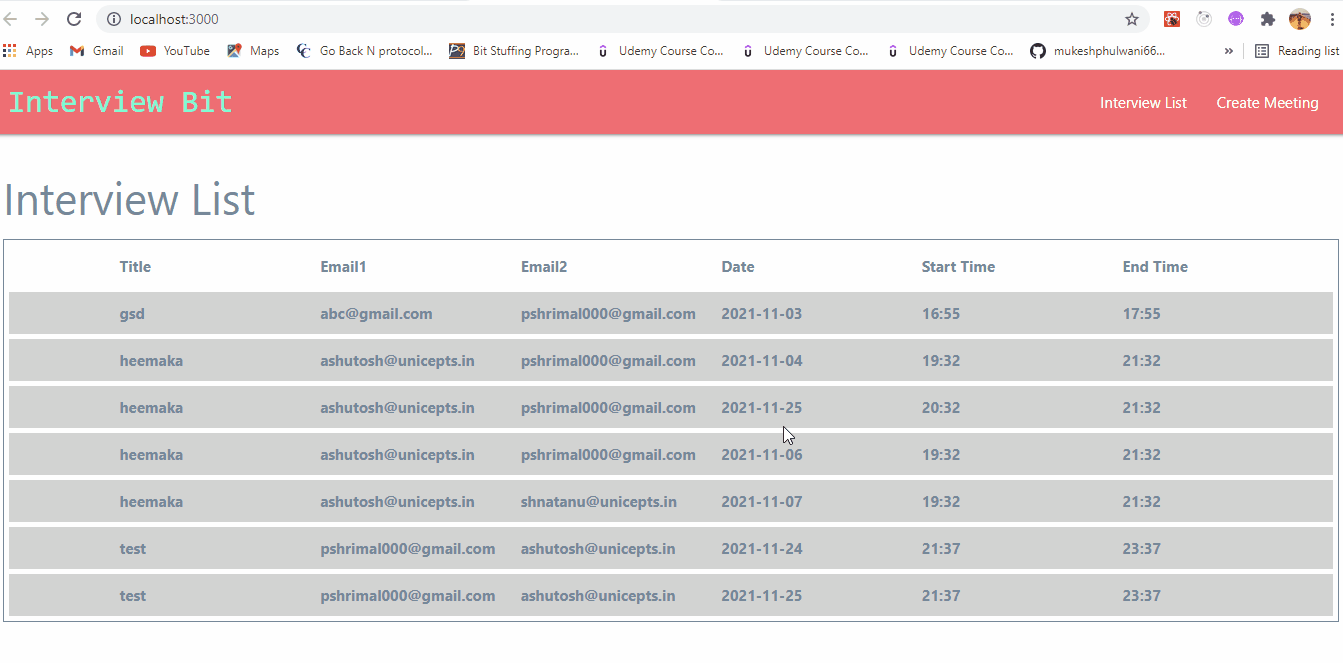 localhost:3000
Apps Gmail YouTube Maps Go Back N protocol... Bit Stuffing Progra... Udemy Course Co... Udemy Course Co... Udemy Course Co... mukeshphulwani66... » Reading list
Interview Bit Interview List Create Meeting
Interview List
Title Email1 Email2 Date Start Time End Time
gsd abc@gmail.com pshrimal000@gmail.com 2021-11-03 16:55 17:55
heemaka ashutosh@unicepts.in pshrimal000@gmail.com 2021-11-04 19:32 21:32
heemaka ashutosh@unicepts.in pshrimal000@gmail.com 2021-11-25 20:32 21:32
heemaka ashutosh@unicepts.in pshrimal000@gmail.com 2021-11-06 19:32 21:32
heemaka ashutosh@unicepts.in shnatanu@unicepts.in 2021-11-07 19:32 21:32
test pshrimal000@gmail.com ashutosh@unicepts.in 2021-11-24 21:37 23:37
test pshrimal000@gmail.com ashutosh@unicepts.in 2021-11-25 21:37 23:37